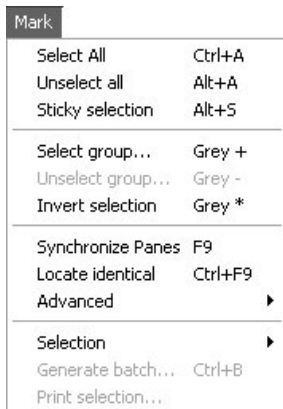 Mark
Select All Ctrl+A
Unselect all Alt+A
Sticky selection Alt+S
Select group... Grey +
Unselect group... Grey -
Invert selection Grey *
Synchronize Panes F9
Locate identical Ctrl+F9
Advanced
Selection
Generate batch... Ctrl+B
Print selection...